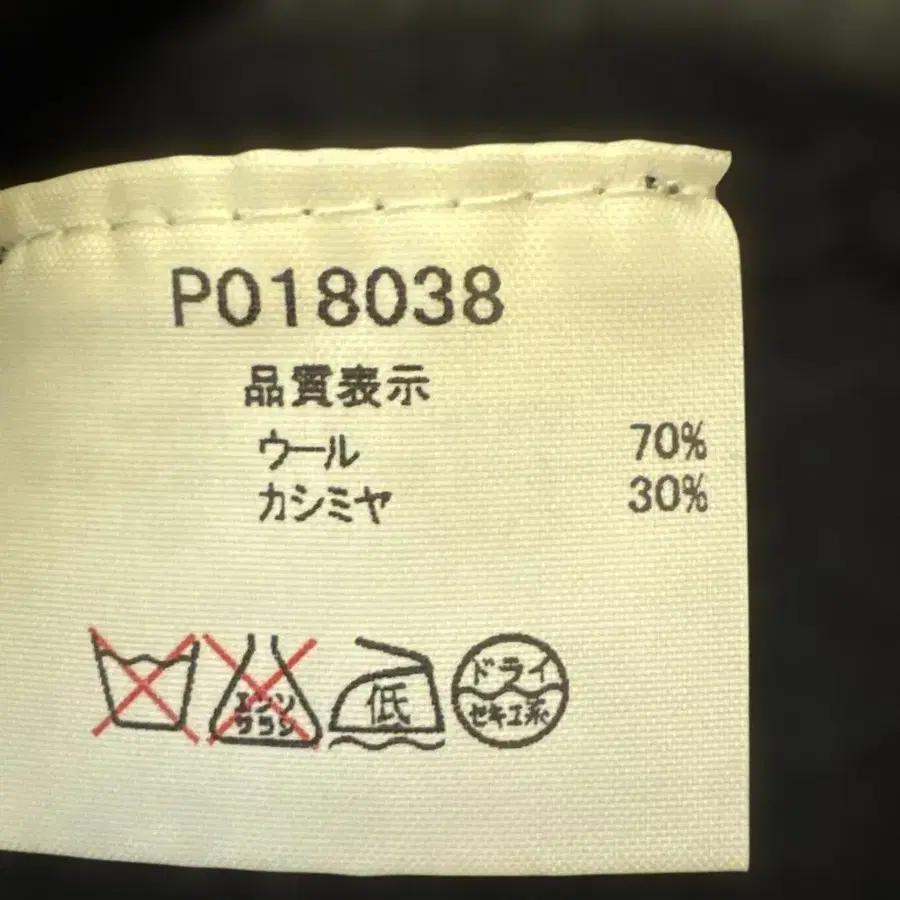 P018038
品質表示
ウール 70%
カシミヤ 30%
エンソ
サラシ
低
ドライ
セキユ系